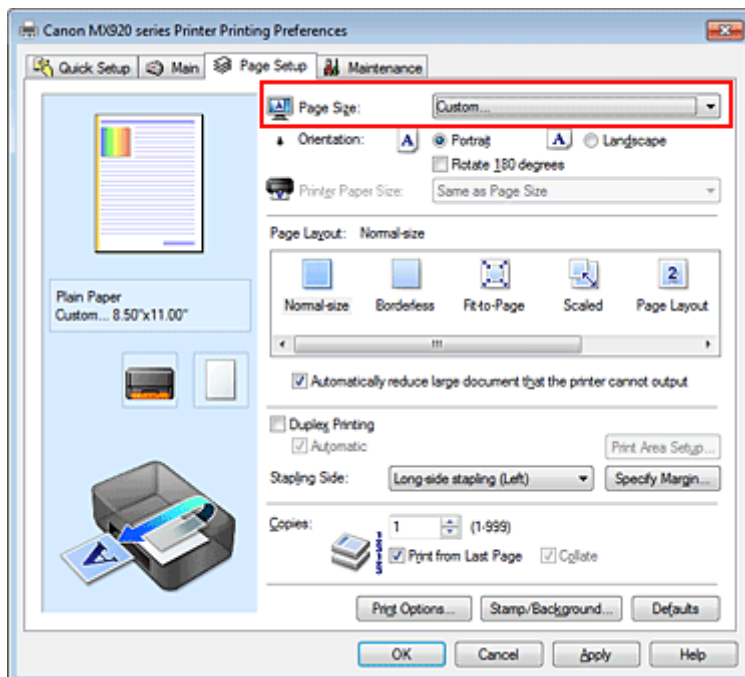 Canon MX920 series Printer Printing Preferences
Quick Setup Main Page Setup Maintenance
Page Size: Custom...
Orientation: A Portrait A Landscape
Rotate 180 degrees
Printer Paper Size: Same as Page Size
Page Layout: Normal-size
2
Normal-size Borderless Fit-to-Page Scaled Page Layout
Plain Paper
Custom... 8.50"x11.00"
Automatically reduce large document that the printer cannot output
Duplex Printing
Automatic Print Area Setup...
Stapling Side: Long-side stapling (Left) Specify Margin...
Copies: 1 (1-999)
Print from Last Page Collate
A
Print Options... Stamp/Background... Defaults
OK Cancel Apply Help